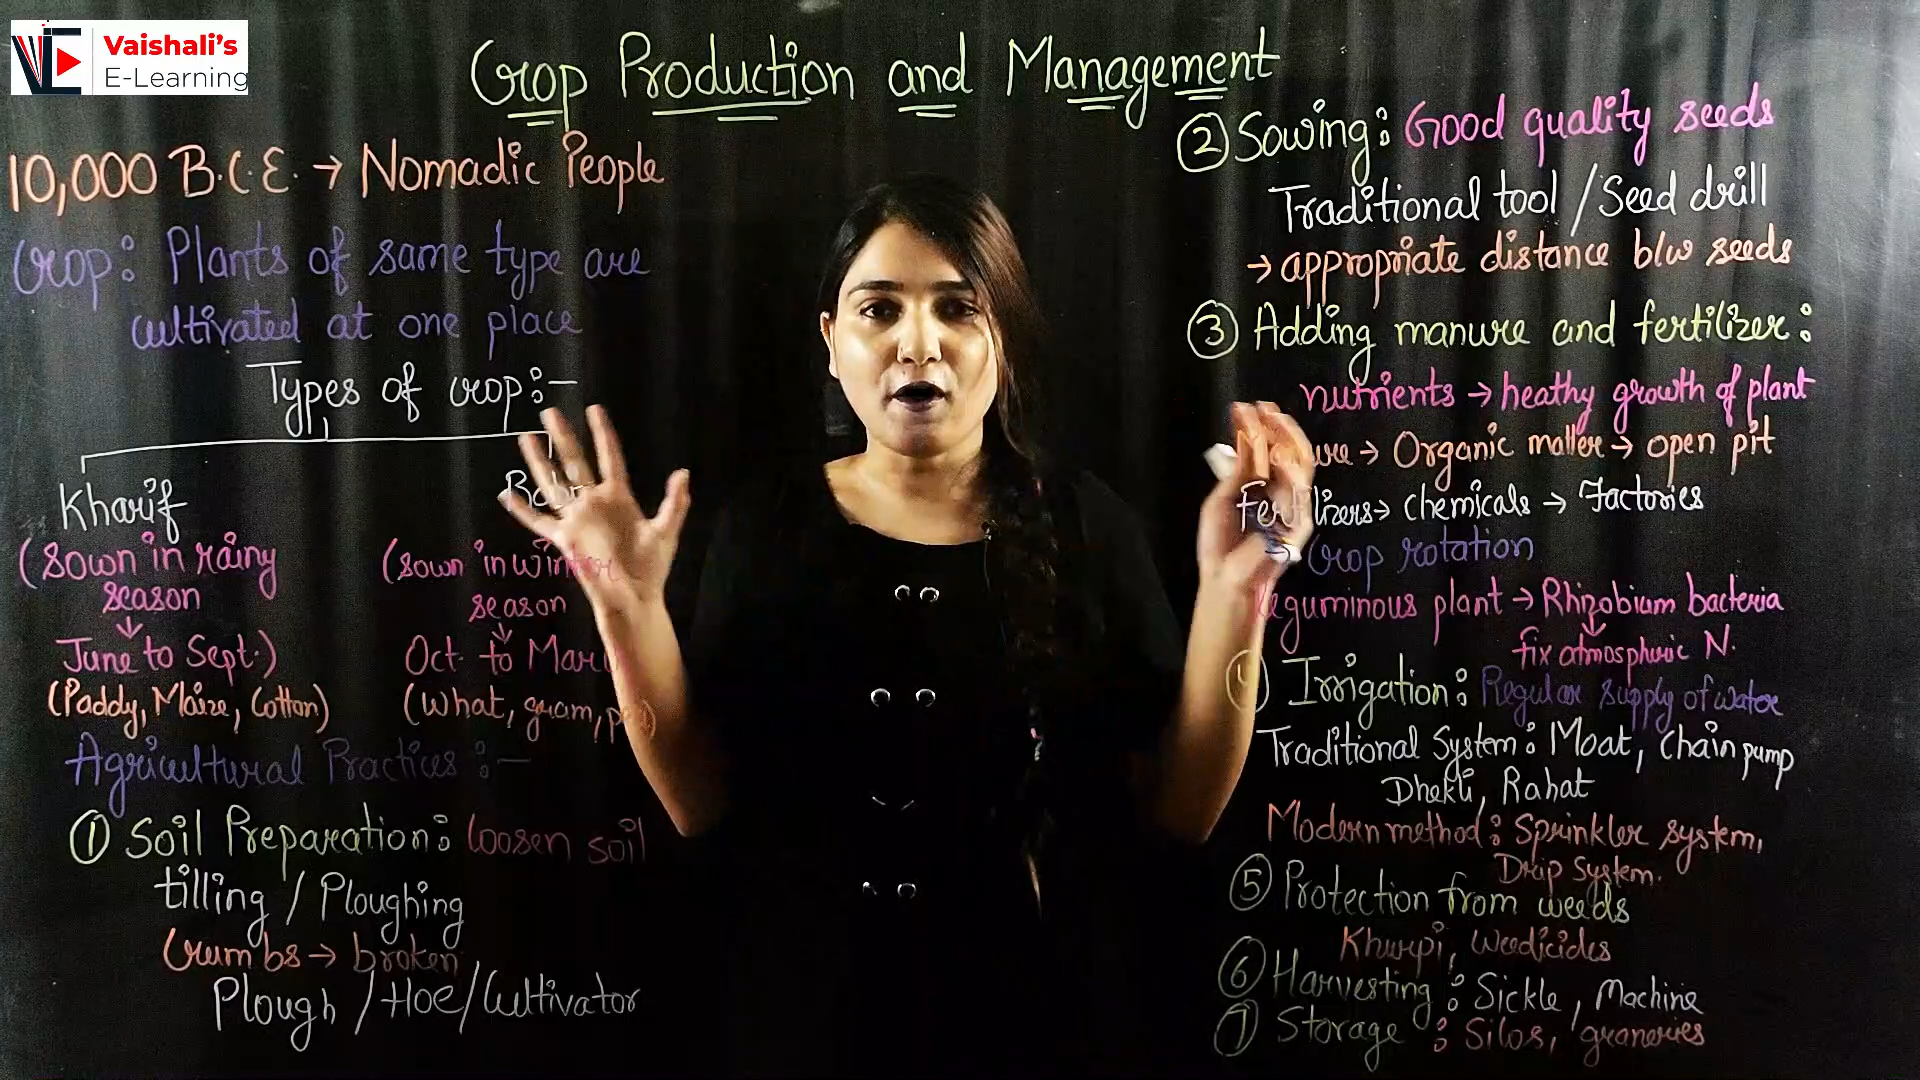 Vaishali's
E-Learning
Crop Production and Management
10,000 B.C.E. → Nomadic People
Crop: Plants of same type are
cultivated at one place
Types of crop:-
Kharif
Rabi
(Sown in rainy
season
↓
June to Sept.)
(Paddy, Maize, Cotton)
(Sown in winter
season
↓
Oct. to Mar
(What, gram, pea)
Agricultural Practices :-
① Soil Preparation: loosen soil
tilling / Ploughing
Crumbs → broken
Plough / Hoe / Cultivator
② Sowing: Good quality seeds
Traditional tool / Seed drill
→ appropriate distance b/w seeds
③ Adding manure and fertilizer:
nutrients → heathy growth of plant
→ Organic matter → open pit
Fertilizers → chemicals → Factories
→ Crop rotation
leguminous plant → Rhizobium bacteria
↓
fix atmospheric N.
④ Irrigation: Regular supply of water
Traditional System: Moat, Chain pump
Dhekli, Rahat
Modern method: Sprinkler system,
Drip System.
⑤ Protection from weeds
Khurpi, Weedicides
⑥ Harvesting : Sickle, Machine
⑦ Storage : Silos, graneries